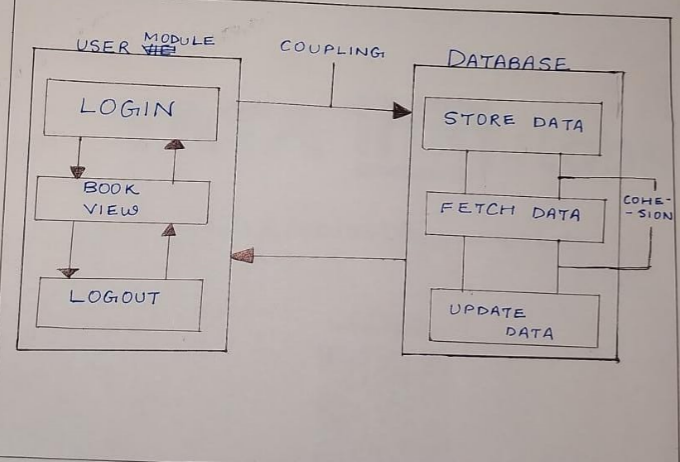 USER MODULE
LOGIN
BOOK
VIEW
LOGOUT
COUPLING
DATABASE
STORE DATA
FETCH DATA
UPDATE
DATA
COHE-
-SION